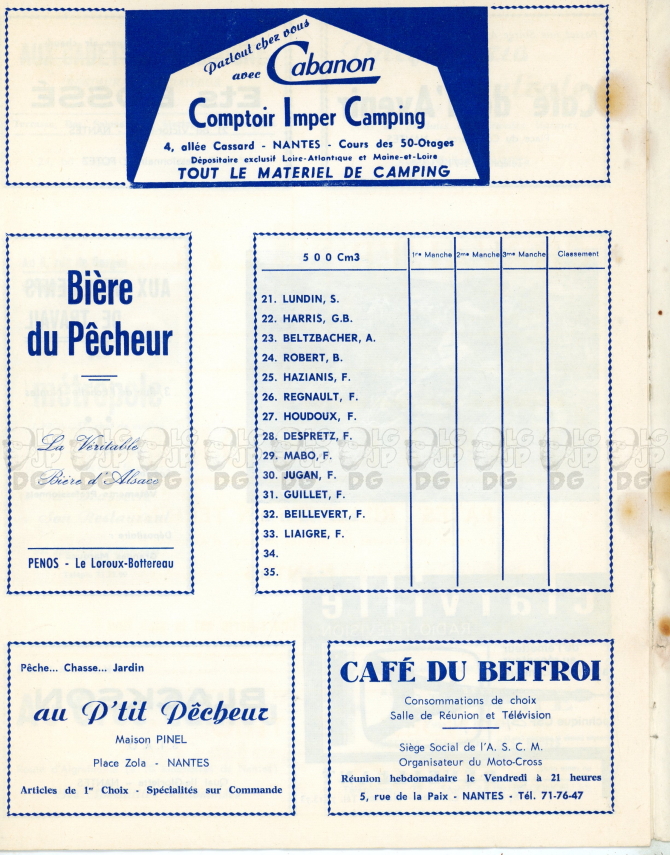 Partout chez vous
avec Cabanon
Comptoir Imper Camping
4, allée Cassard - NANTES - Cours des 50-Otages
Dépositaire exclusif Loire-Atlantique et Maine-et-Loire
TOUT LE MATERIEL DE CAMPING
Bière
du Pêcheur
La Véritable
Bière d'Alsace
PENOS - Le Loroux-Bottereau
500 Cm3 1re Manche 2me Manche 3me Manche Classement
21. LUNDIN, S.
22. HARRIS, G.B.
23. BELTZBACHER, A.
24. ROBERT, B.
25. HAZIANIS, F.
26. REGNAULT, F.
27. HOUDOUX, F.
28. DESPRETZ, F.
29. MABO, F.
30. JUGAN, F.
31. GUILLET, F.
32. BEILLEVERT, F.
33. LIAIGRE, F.
34.
35.
Pêche... Chasse... Jardin
au P'tit Pêcheur
Maison PINEL
Place Zola - NANTES
Articles de 1er Choix - Spécialités sur Commande
CAFÉ DU BEFFROI
Consommations de choix
Salle de Réunion et Télévision
Siège Social de l'A. S. C. M.
Organisateur du Moto-Cross
Réunion hebdomadaire le Vendredi à 21 heures
5, rue de la Paix - NANTES - Tél. 71-76-47